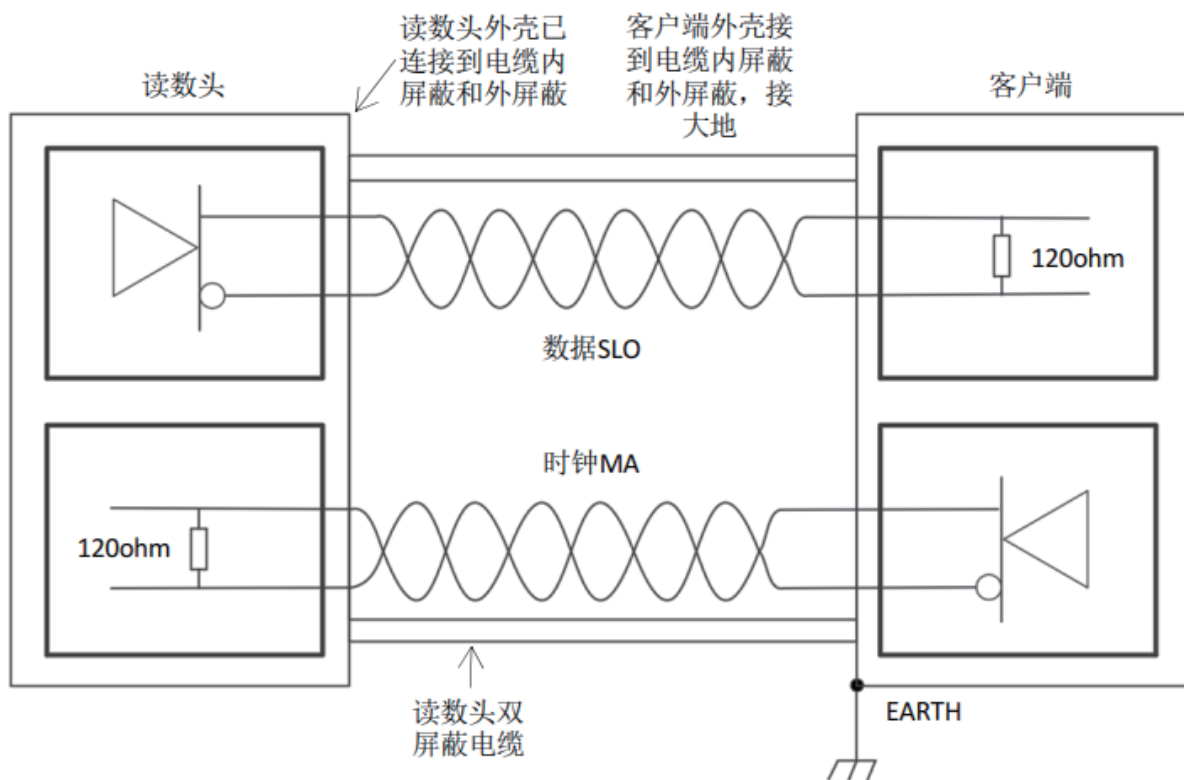 读数头
读数头外壳已
连接到电缆内
屏蔽和外屏蔽
客户端外壳接
到电缆内屏蔽
和外屏蔽，接
大地
客户端
120ohm
数据SLO
时钟MA
120ohm
读数头双
屏蔽电缆
EARTH